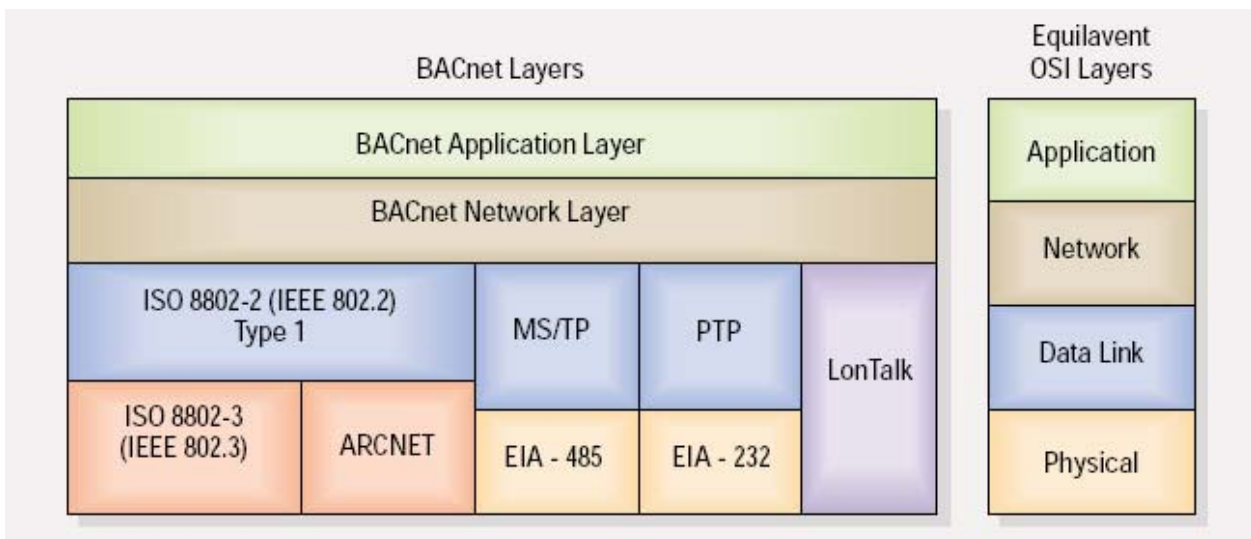 BACnet Layers
Equilavent
OSI Layers
BACnet Application Layer
Application
BACnet Network Layer
Network
ISO 8802-2 (IEEE 802.2)
Type 1
MS/TP
PTP
LonTalk
Data Link
ISO 8802-3
(IEEE 802.3)
ARCNET
EIA - 485
EIA - 232
Physical